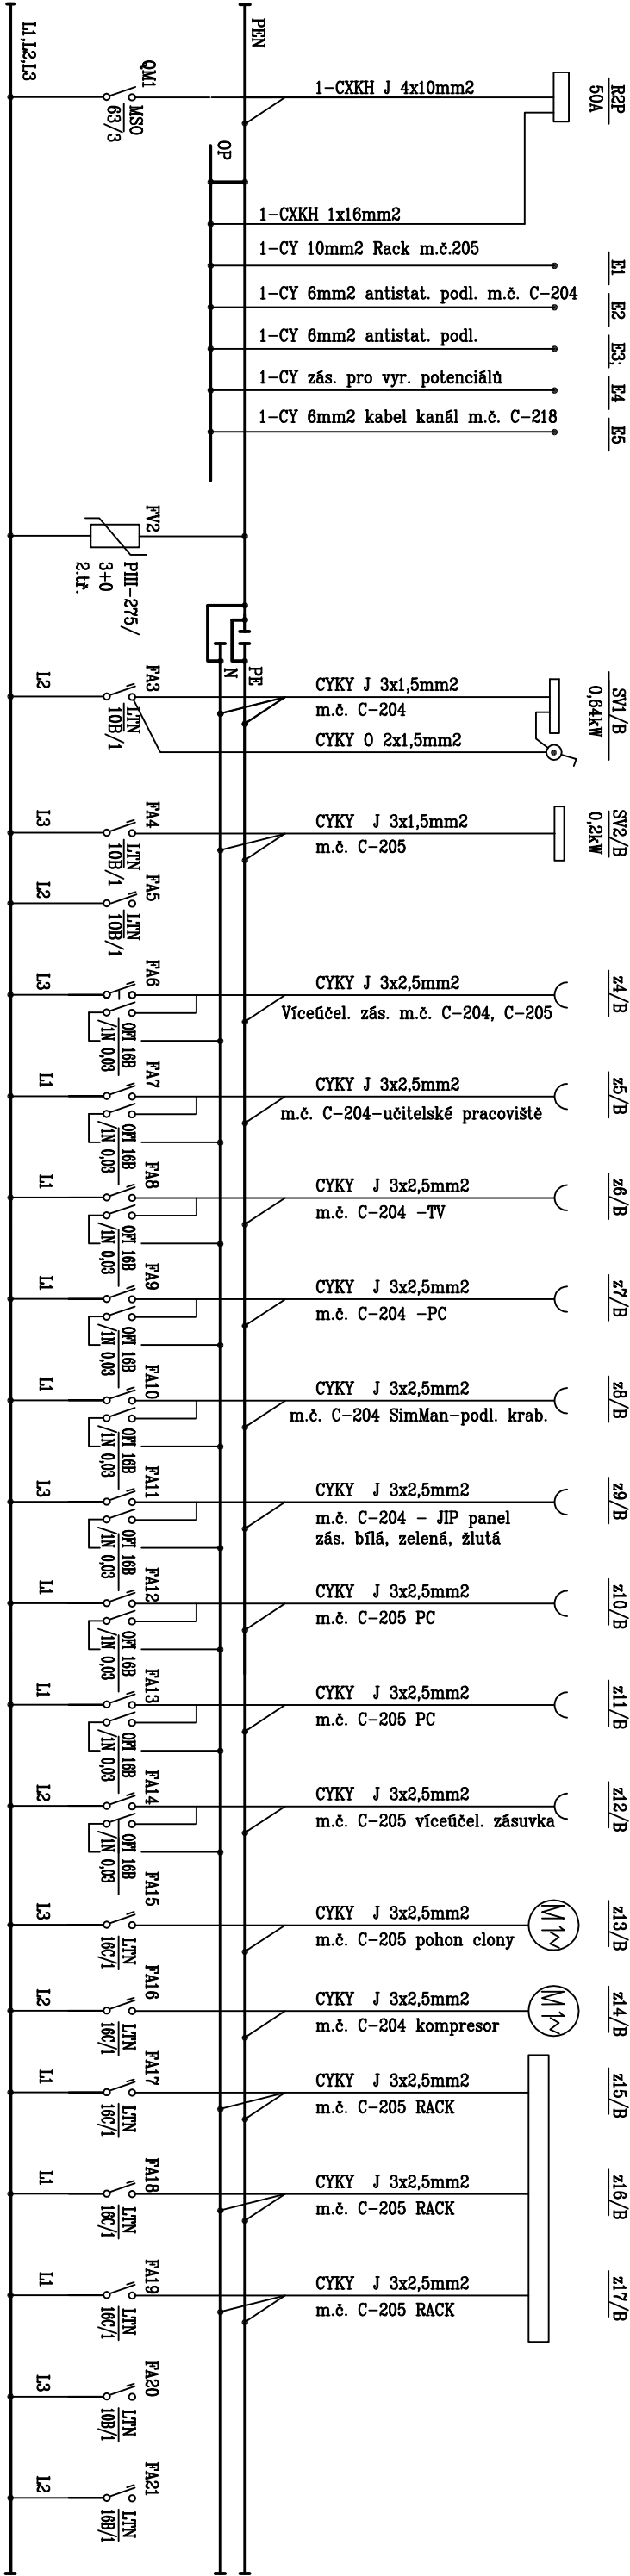 L1,L2,L3
PEN
QM1
MSO
63/3
1-CXKH J 4x10mm2
R2P
50A
OP
1-CXKH 1x16mm2
1-CY 10mm2 Rack m.č.205
E1
1-CY 6mm2 antistat. podl. m.č. C-204
E2
1-CY 6mm2 antistat. podl.
E3;
1-CY zás. pro vyr. potenciálů
E4
1-CY 6mm2 kabel kanál m.č. C-218
E5
FV2
PIII-275/
3+0
2.tř.
N
PE
L2
FA3
LTN
10B/1
CYKY J 3x1,5mm2
m.č. C-204
CYKY O 2x1,5mm2
SV1/B
0,64kW
L3
FA4
LTN
10B/1
CYKY J 3x1,5mm2
m.č. C-205
SV2/B
0,2kW
L2
FA5
LTN
10B/1
L3
FA6
OFI 16B
/1N 0,03
CYKY J 3x2,5mm2
Víceúčel. zás. m.č. C-204, C-205
z4/B
L1
FA7
OFI 16B
/1N 0,03
CYKY J 3x2,5mm2
m.č. C-204-učitelské pracoviště
z5/B
L1
FA8
OFI 16B
/1N 0,03
CYKY J 3x2,5mm2
m.č. C-204 -TV
z6/B
L1
FA9
OFI 16B
/1N 0,03
CYKY J 3x2,5mm2
m.č. C-204 -PC
z7/B
L1
FA10
OFI 16B
/1N 0,03
CYKY J 3x2,5mm2
m.č. C-204 SimMan-podl. krab.
z8/B
L3
FA11
OFI 16B
/1N 0,03
CYKY J 3x2,5mm2
m.č. C-204 - JIP panel
zás. bílá, zelená, žlutá
z9/B
L1
FA12
OFI 16B
/1N 0,03
CYKY J 3x2,5mm2
m.č. C-205 PC
z10/B
L1
FA13
OFI 16B
/1N 0,03
CYKY J 3x2,5mm2
m.č. C-205 PC
z11/B
L2
FA14
OFI 16B
/1N 0,03
CYKY J 3x2,5mm2
m.č. C-205 víceúčel. zásuvka
z12/B
L3
FA15
LTN
16C/1
CYKY J 3x2,5mm2
m.č. C-205 pohon clony
M
z13/B
L2
FA16
LTN
16C/1
CYKY J 3x2,5mm2
m.č. C-204 kompresor
M
z14/B
L1
FA17
LTN
16C/1
CYKY J 3x2,5mm2
m.č. C-205 RACK
z15/B
L1
FA18
LTN
16C/1
CYKY J 3x2,5mm2
m.č. C-205 RACK
z16/B
L1
FA19
LTN
16C/1
CYKY J 3x2,5mm2
m.č. C-205 RACK
z17/B
L3
FA20
LTN
10B/1
L2
FA21
LTN
16B/1